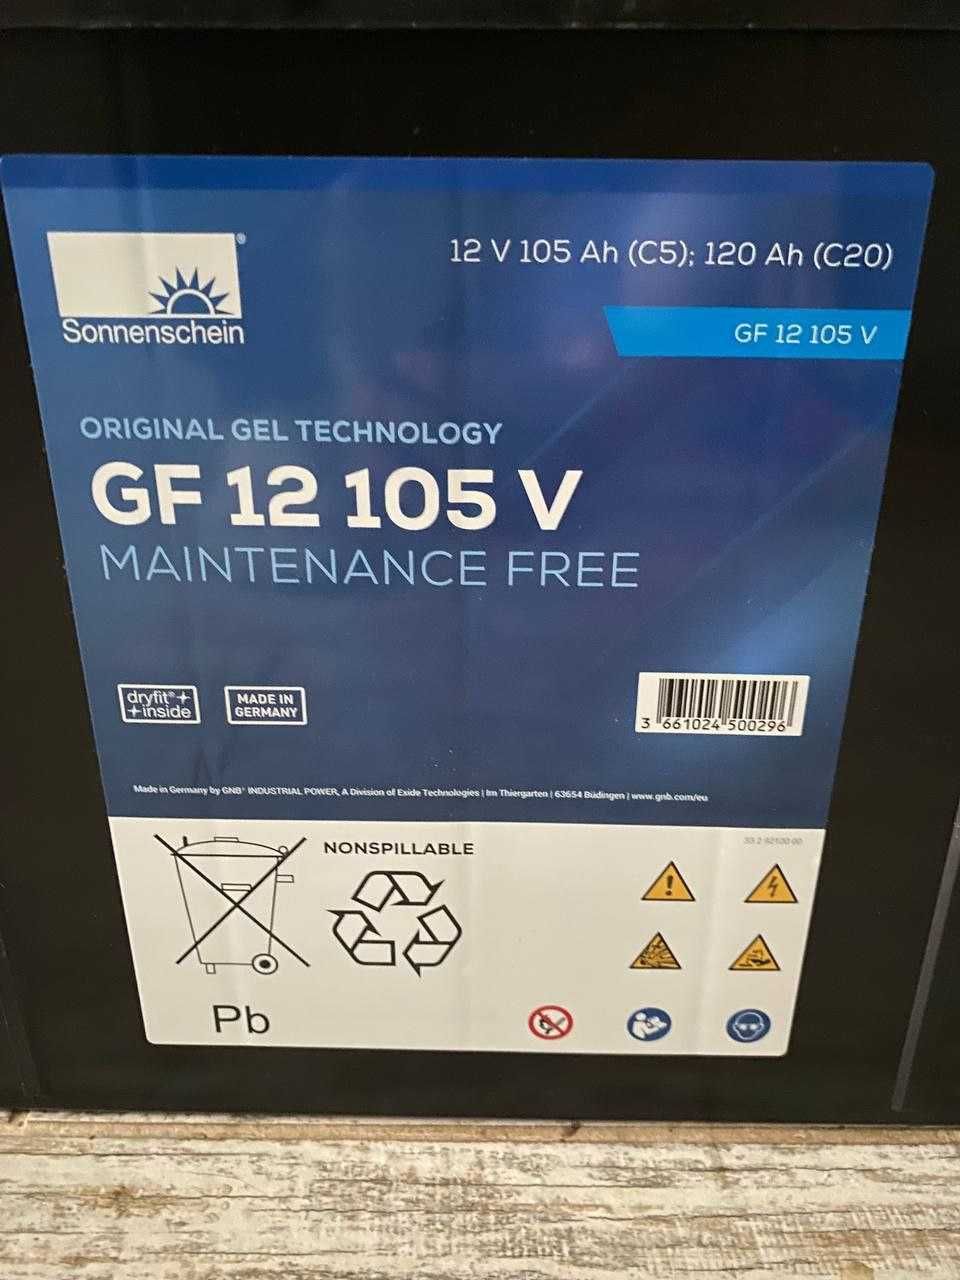 12 V 105 Ah (C5); 120 Ah (C20)
Sonnenschein®
GF 12 105 V
ORIGINAL GEL TECHNOLOGY
GF 12 105 V
MAINTENANCE FREE
dryfit®
inside
MADE IN
GERMANY
3 661024 500296
Made in Germany by GNB® INDUSTRIAL POWER, A Division of Exide Technologies | Im Thiergarten | 63654 Büdingen | www.gnb.com/eu
NONSPILLABLE
Pb